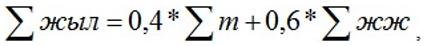 ∑ жыл = 0,4 * ∑ т + 0,6 * ∑ жж ,